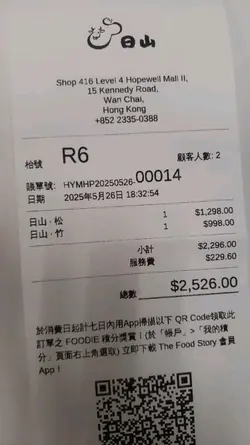 日山
Shop 416 Level 4 Hopewell Mall II,
15 Kennedy Road,
Wan Chai,
Hong Kong
+852 2335-0388
枱號 R6 顧客人數: 2
賬單號: HYMHP20250526-00014
日期 2025年5月26日 18:32:54
日山 · 松 1 $1,298.00
日山 · 竹 1 $998.00
小計 $2,296.00
服務費 $229.60
總數 $2,526.00
於消費日起計七日內用App掃描以下 QR Code領取此
訂單之 FOODIE 積分獎賞！(於「帳戶」>「我的積
分」頁面右上角選取) 立即下載 The Food Story 會員
App！